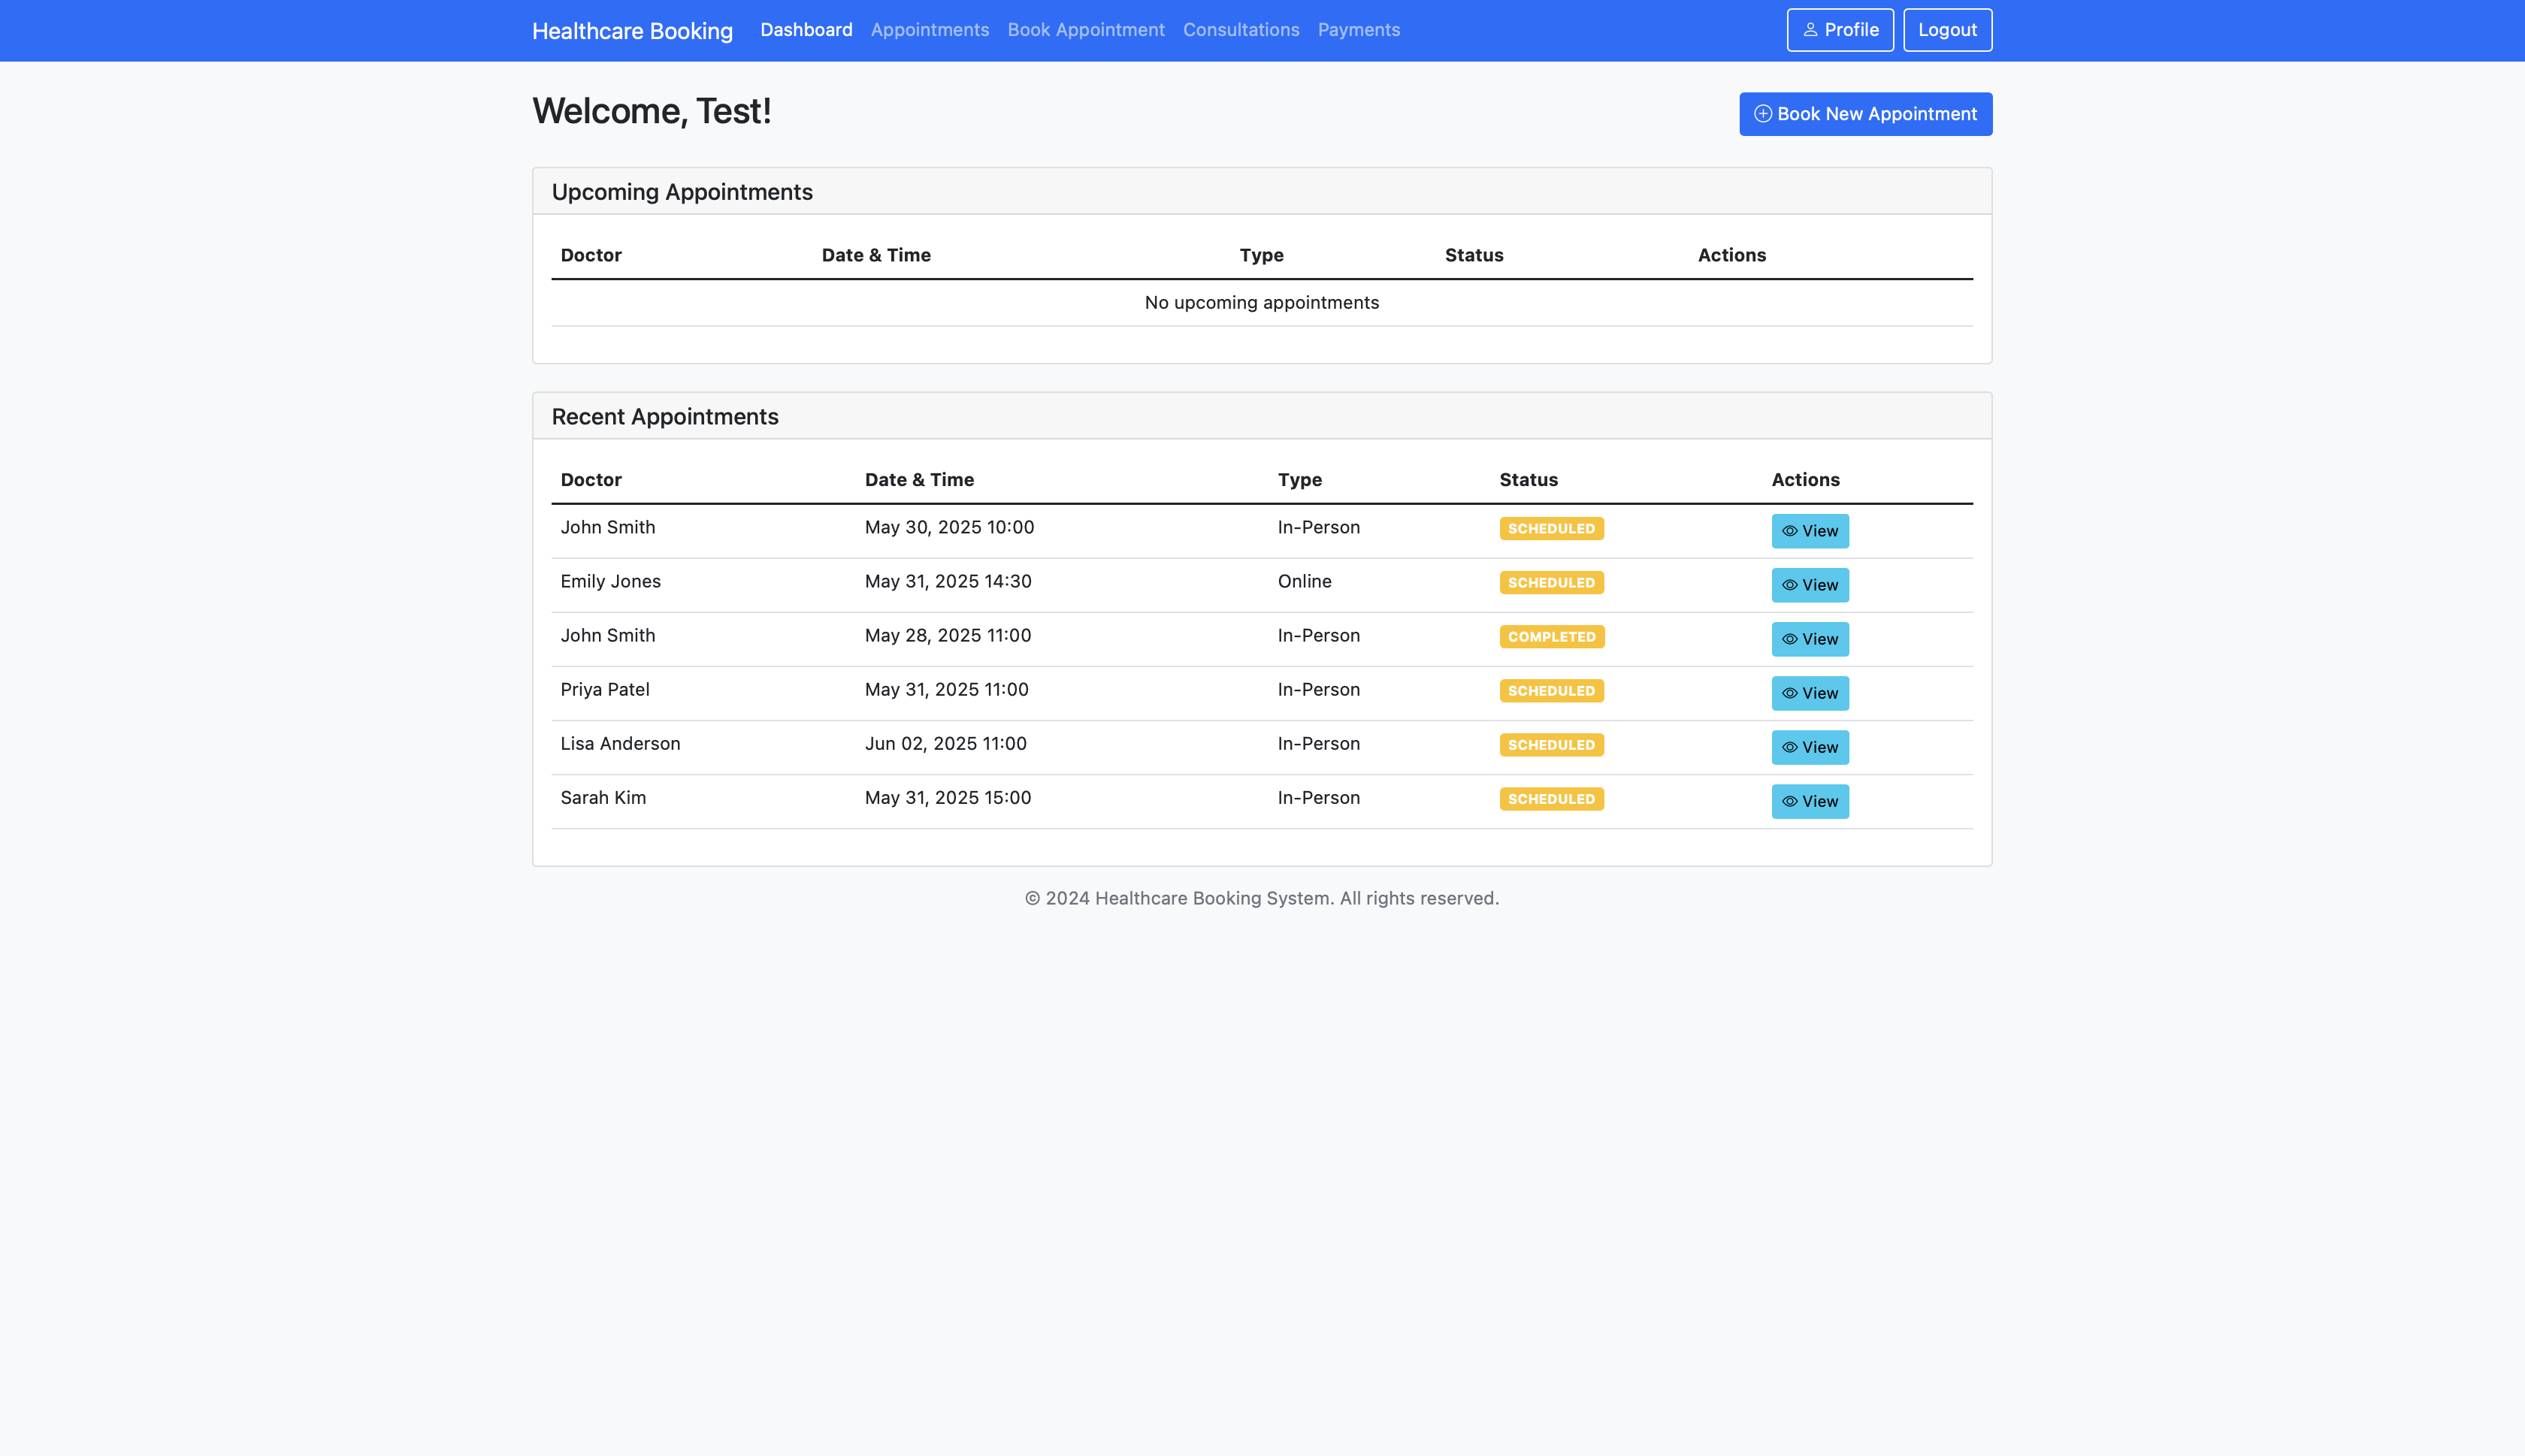 Healthcare Booking Dashboard Appointments Book Appointment Consultations Payments Profile Logout
Welcome, Test! Book New Appointment
Upcoming Appointments
Doctor Date & Time Type Status Actions
No upcoming appointments
Recent Appointments
Doctor Date & Time Type Status Actions
John Smith May 30, 2025 10:00 In-Person SCHEDULED View
Emily Jones May 31, 2025 14:30 Online SCHEDULED View
John Smith May 28, 2025 11:00 In-Person COMPLETED View
Priya Patel May 31, 2025 11:00 In-Person SCHEDULED View
Lisa Anderson Jun 02, 2025 11:00 In-Person SCHEDULED View
Sarah Kim May 31, 2025 15:00 In-Person SCHEDULED View
© 2024 Healthcare Booking System. All rights reserved.